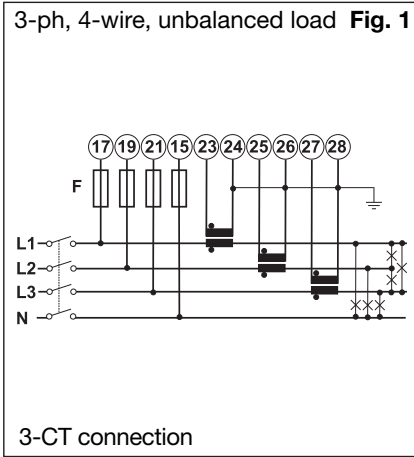 3-ph, 4-wire, unbalanced load Fig. 1
17 19 21 15 23 24 25 26 27 28
F
L1
L2
L3
N
3-CT connection